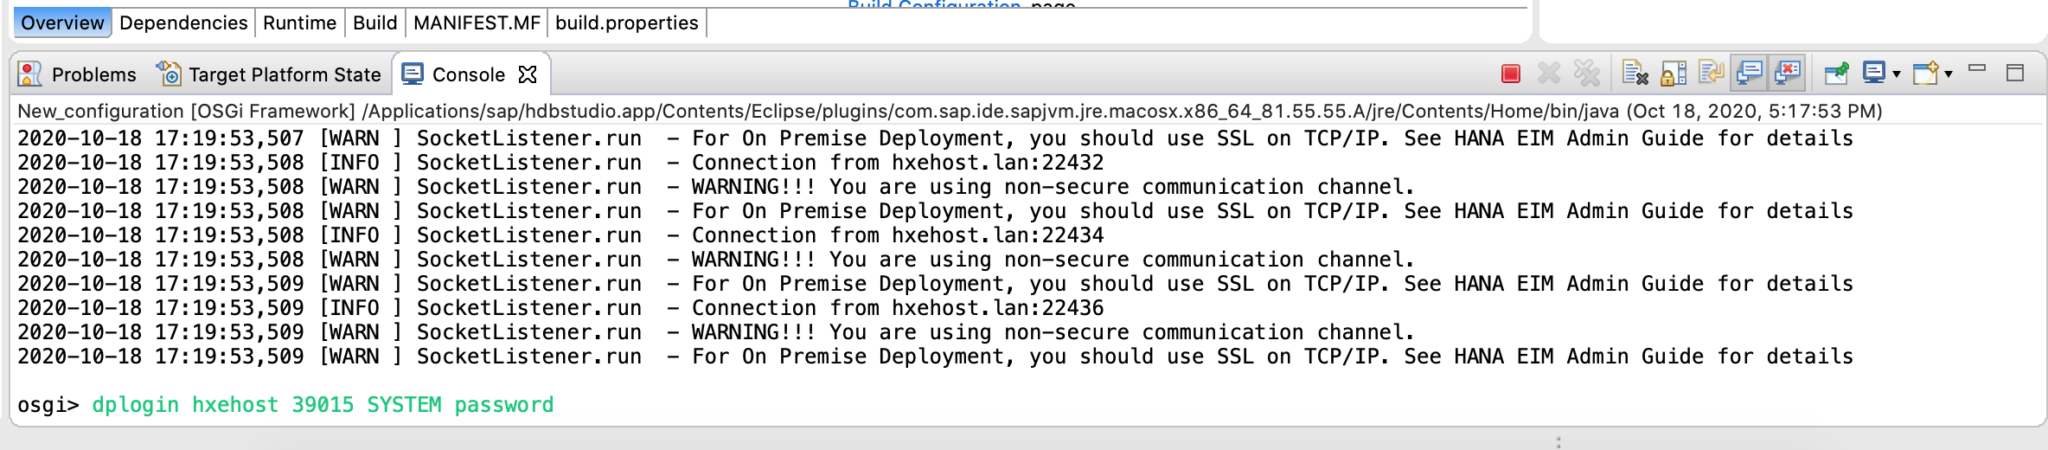 Build Configuration page
Overview Dependencies Runtime Build MANIFEST.MF build.properties
Problems Target Platform State Console
New_configuration [OSGi Framework] /Applications/sap/hdbstudio.app/Contents/Eclipse/plugins/com.sap.ide.sapjvm.jre.macosx.x86_64_81.55.55.A/jre/Contents/Home/bin/java (Oct 18, 2020, 5:17:53 PM)
2020-10-18 17:19:53,507 [WARN ] SocketListener.run  - For On Premise Deployment, you should use SSL on TCP/IP. See HANA EIM Admin Guide for details
2020-10-18 17:19:53,508 [INFO ] SocketListener.run  - Connection from hxehost.lan:22432
2020-10-18 17:19:53,508 [WARN ] SocketListener.run  - WARNING!!! You are using non-secure communication channel.
2020-10-18 17:19:53,508 [WARN ] SocketListener.run  - For On Premise Deployment, you should use SSL on TCP/IP. See HANA EIM Admin Guide for details
2020-10-18 17:19:53,508 [INFO ] SocketListener.run  - Connection from hxehost.lan:22434
2020-10-18 17:19:53,508 [WARN ] SocketListener.run  - WARNING!!! You are using non-secure communication channel.
2020-10-18 17:19:53,509 [WARN ] SocketListener.run  - For On Premise Deployment, you should use SSL on TCP/IP. See HANA EIM Admin Guide for details
2020-10-18 17:19:53,509 [INFO ] SocketListener.run  - Connection from hxehost.lan:22436
2020-10-18 17:19:53,509 [WARN ] SocketListener.run  - WARNING!!! You are using non-secure communication channel.
2020-10-18 17:19:53,509 [WARN ] SocketListener.run  - For On Premise Deployment, you should use SSL on TCP/IP. See HANA EIM Admin Guide for details
osgi> dplogin hxehost 39015 SYSTEM password